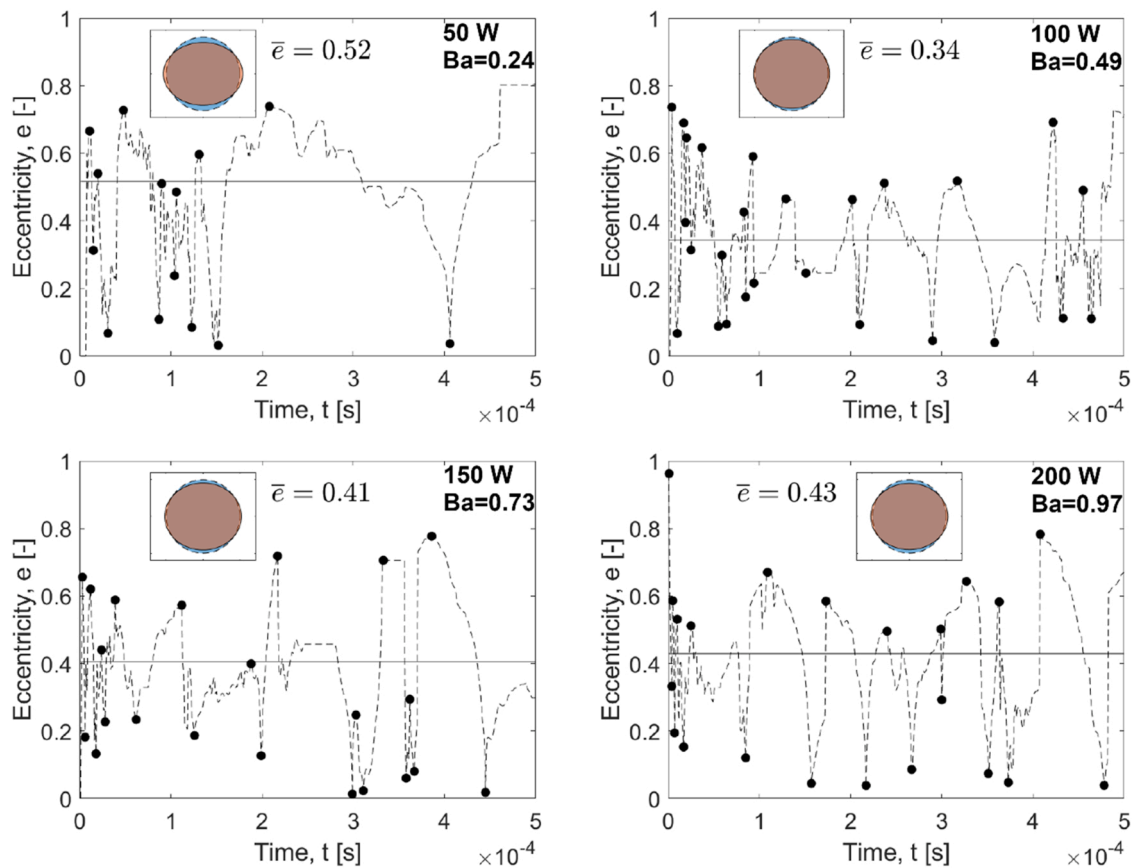 50 W
Ba=0.24
e̅ = 0.52
Eccentricity, e [-]
1
0.8
0.6
0.4
0.2
0
0 1 2 3 4 5
Time, t [s]
×10⁻⁴
100 W
Ba=0.49
e̅ = 0.34
Eccentricity, e [-]
1
0.8
0.6
0.4
0.2
0
0 1 2 3 4 5
Time, t [s]
×10⁻⁴
150 W
Ba=0.73
e̅ = 0.41
Eccentricity, e [-]
1
0.8
0.6
0.4
0.2
0
0 1 2 3 4 5
Time, t [s]
×10⁻⁴
200 W
Ba=0.97
e̅ = 0.43
Eccentricity, e [-]
1
0.8
0.6
0.4
0.2
0
0 1 2 3 4 5
Time, t [s]
×10⁻⁴